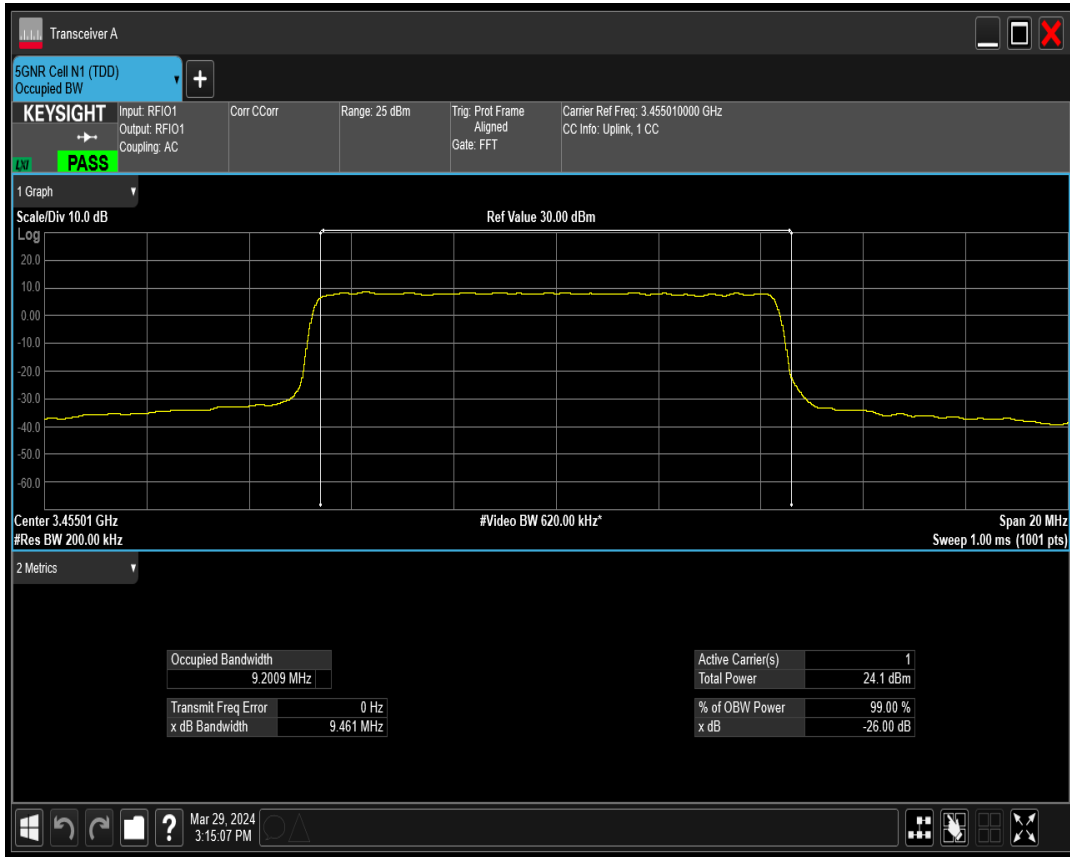 Transceiver A
5GNR Cell N1 (TDD)
Occupied BW
+
KEYSIGHT
LXI
PASS
Input: RFIO1
Output: RFIO1
Coupling: AC
Corr CCorr
Range: 25 dBm
Trig: Prot Frame
Aligned
Gate: FFT
Carrier Ref Freq: 3.455010000 GHz
CC Info: Uplink, 1 CC
1 Graph
Scale/Div 10.0 dB
Ref Value 30.00 dBm
Log
20.0
10.0
0.00
-10.0
-20.0
-30.0
-40.0
-50.0
-60.0
Center 3.45501 GHz
#Video BW 620.00 kHz*
Span 20 MHz
#Res BW 200.00 kHz
Sweep 1.00 ms (1001 pts)
2 Metrics
Occupied Bandwidth
9.2009 MHz
Transmit Freq Error 0 Hz
x dB Bandwidth 9.461 MHz
Active Carrier(s) 1
Total Power 24.1 dBm
% of OBW Power 99.00 %
x dB -26.00 dB
?
Mar 29, 2024
3:15:07 PM